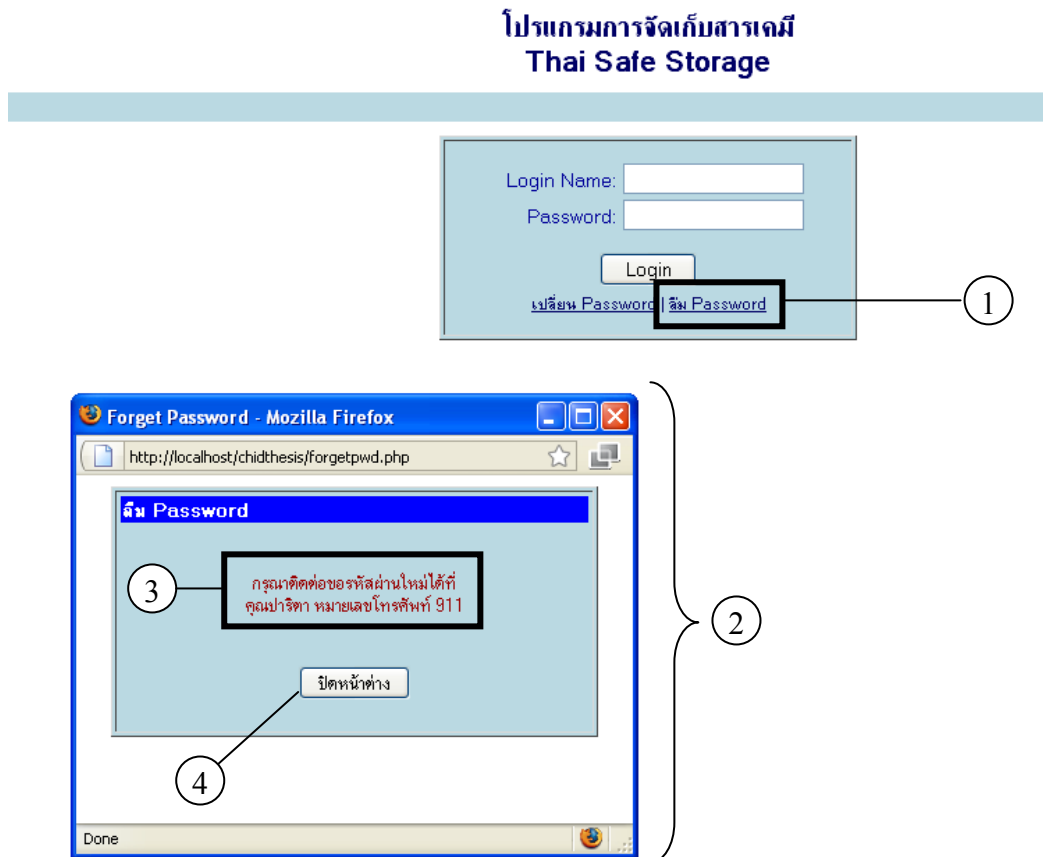 โปรแกรมการจัดเก็บสารเคมี
Thai Safe Storage
Login Name:
Password:
Login
เปลี่ยน Password | ลืม Password
1
Forget Password - Mozilla Firefox
http://localhost/chidthesis/forgetpwd.php
ลืม Password
3
กรุณาติดต่อขอรหัสผ่านใหม่ได้ที่
คุณปาริตา หมายเลขโทรศัพท์ 911
2
ปิดหน้าต่าง
4
Done